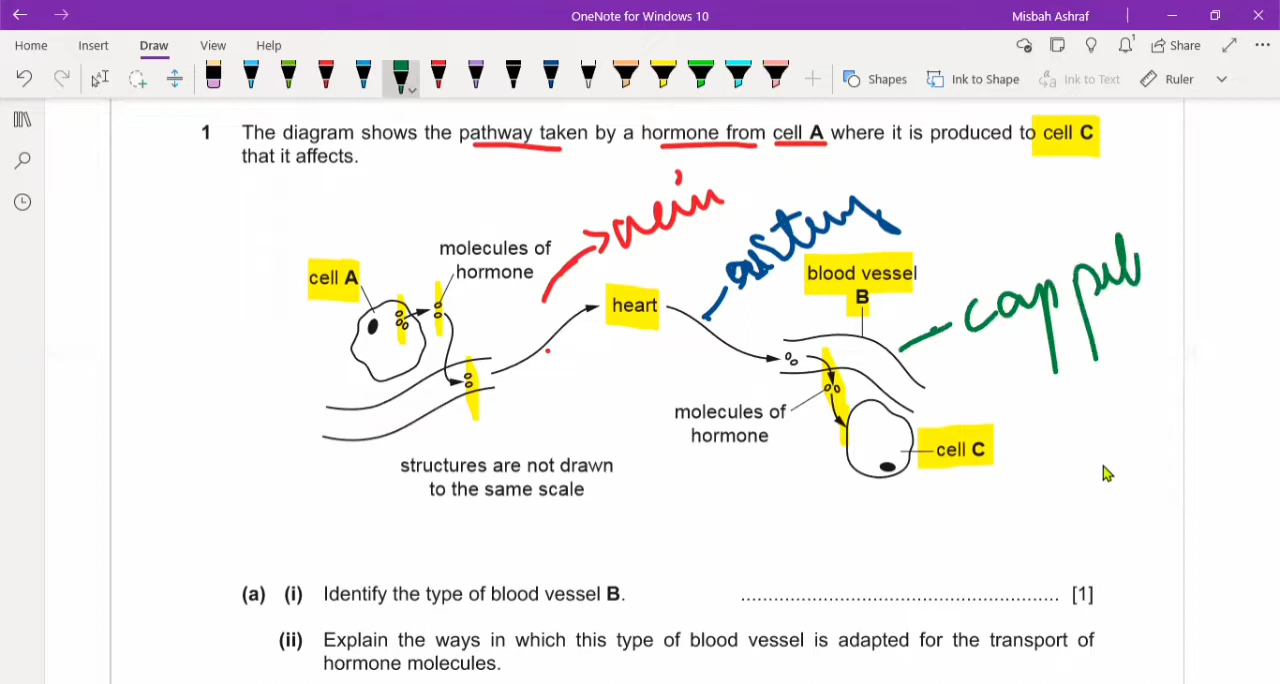 OneNote for Windows 10
Misbah Ashraf
Home Insert Draw View Help
1
Share
Shapes Ink to Shape Ink to Text Ruler
1 The diagram shows the pathway taken by a hormone from cell A where it is produced to cell C
that it affects.
vein
molecules of
hormone
cell A
blood vessel
B
heart
molecules of
hormone
cell C
structures are not drawn
to the same scale
(a) (i) Identify the type of blood vessel B. ...................................................... [1]
(ii) Explain the ways in which this type of blood vessel is adapted for the transport of
hormone molecules.